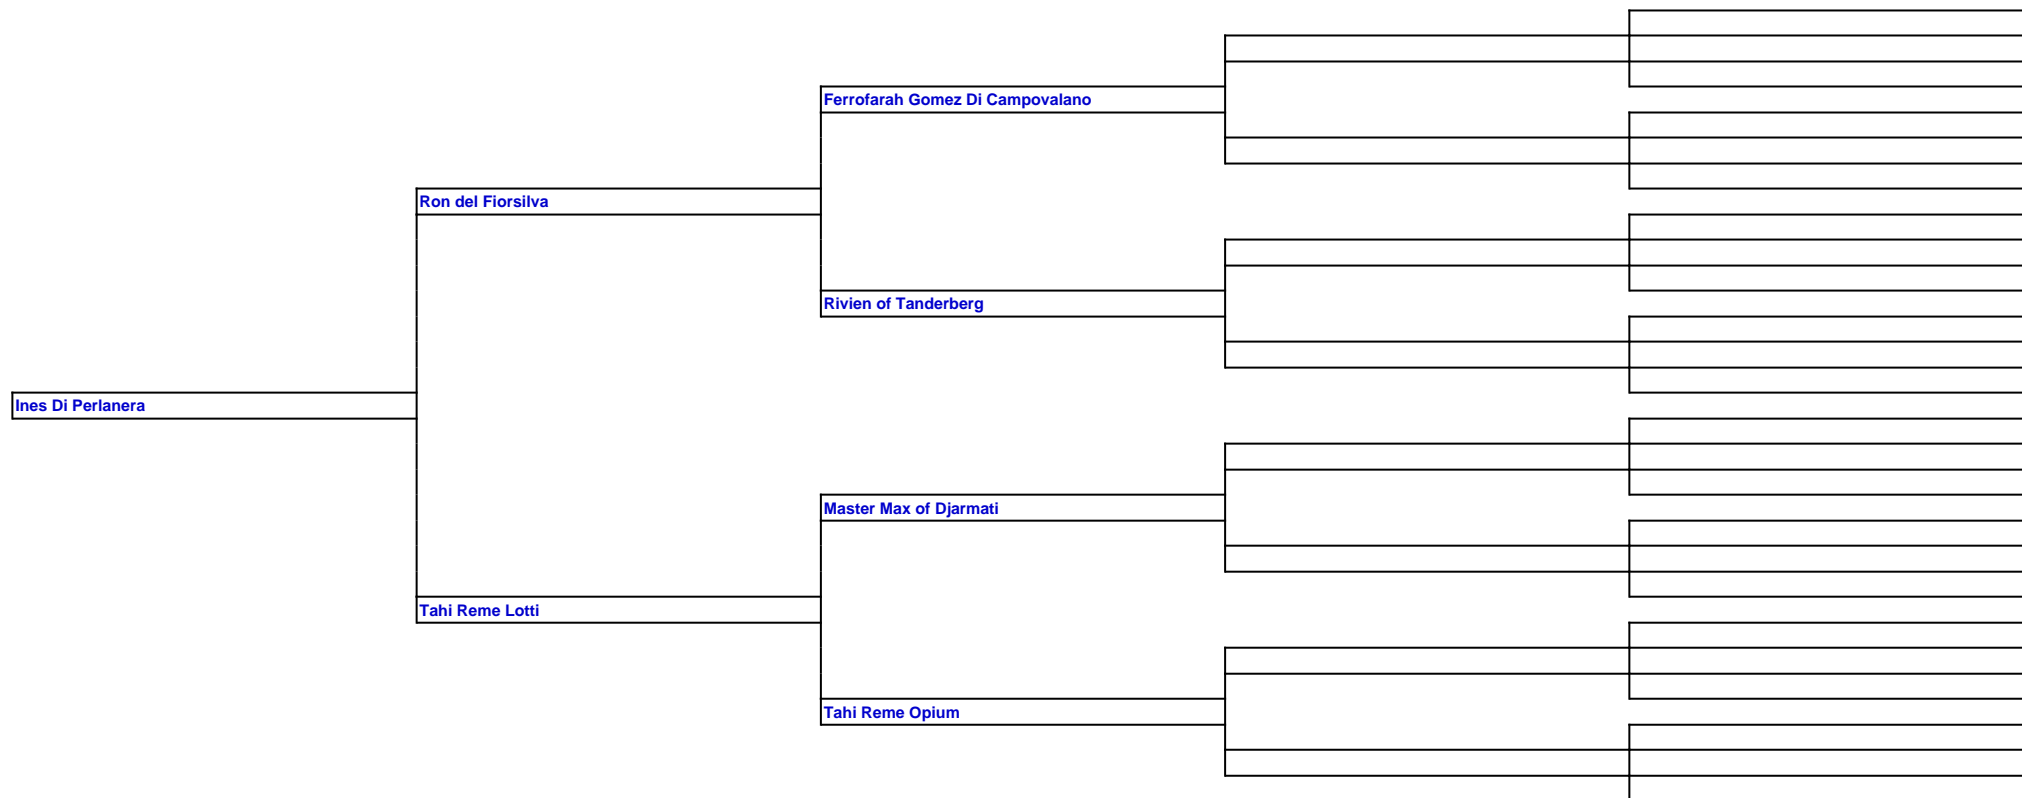 Ferrofarah Gomez Di Campovalano
Ron del Fiorsilva
Rivien of Tanderberg
Ines Di Perlanera
Master Max of Djarmati
Tahi Reme Lotti
Tahi Reme Opium